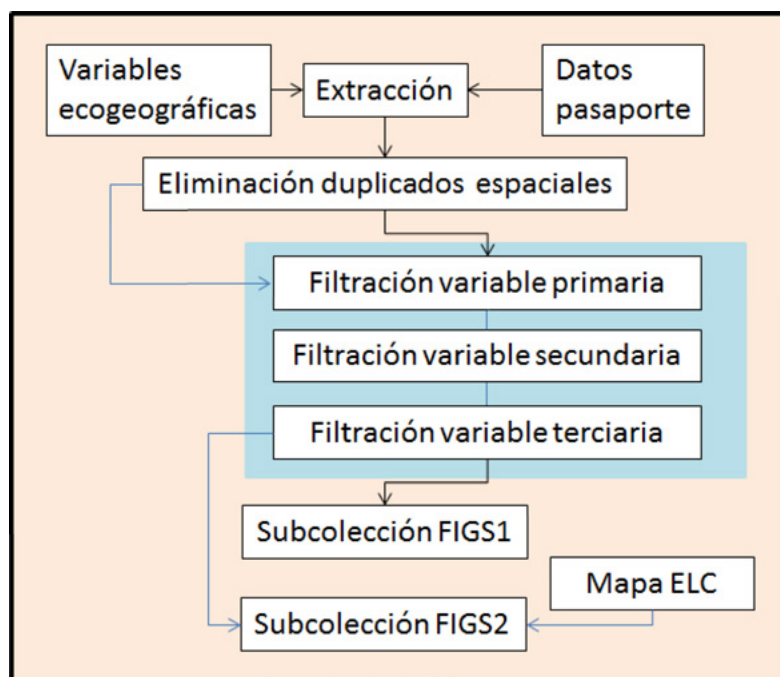 Variables
ecogeográficas
Extracción
Datos
pasaporte
Eliminación duplicados espaciales
Filtración variable primaria
Filtración variable secundaria
Filtración variable terciaria
Subcolección FIGS1
Mapa ELC
Subcolección FIGS2